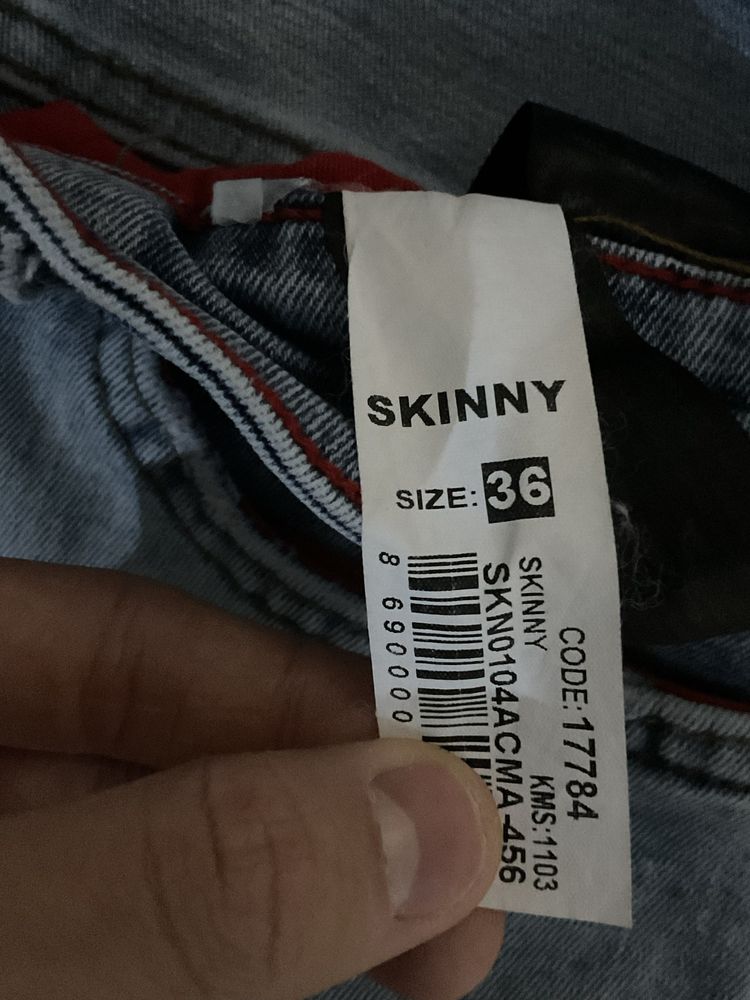 SKINNY
SIZE: 36
8 690000
SKINNY
SKN0104ACMA-456
CODE:17784
KMS:1103